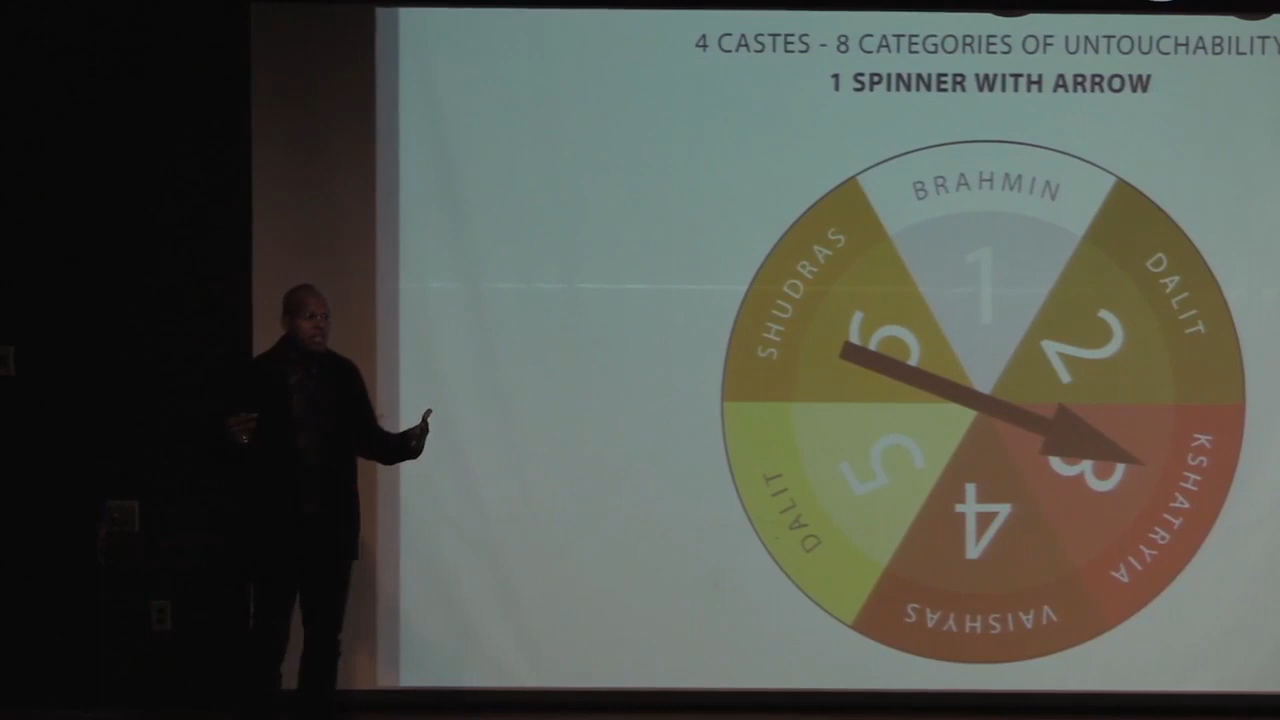 4 CASTES - 8 CATEGORIES OF UNTOUCHABILITY
1 SPINNER WITH ARROW
BRAHMIN
1
DALIT
2
KSHATRYIA
3
VAISHYAS
4
DALIT
5
SHUDRAS
6